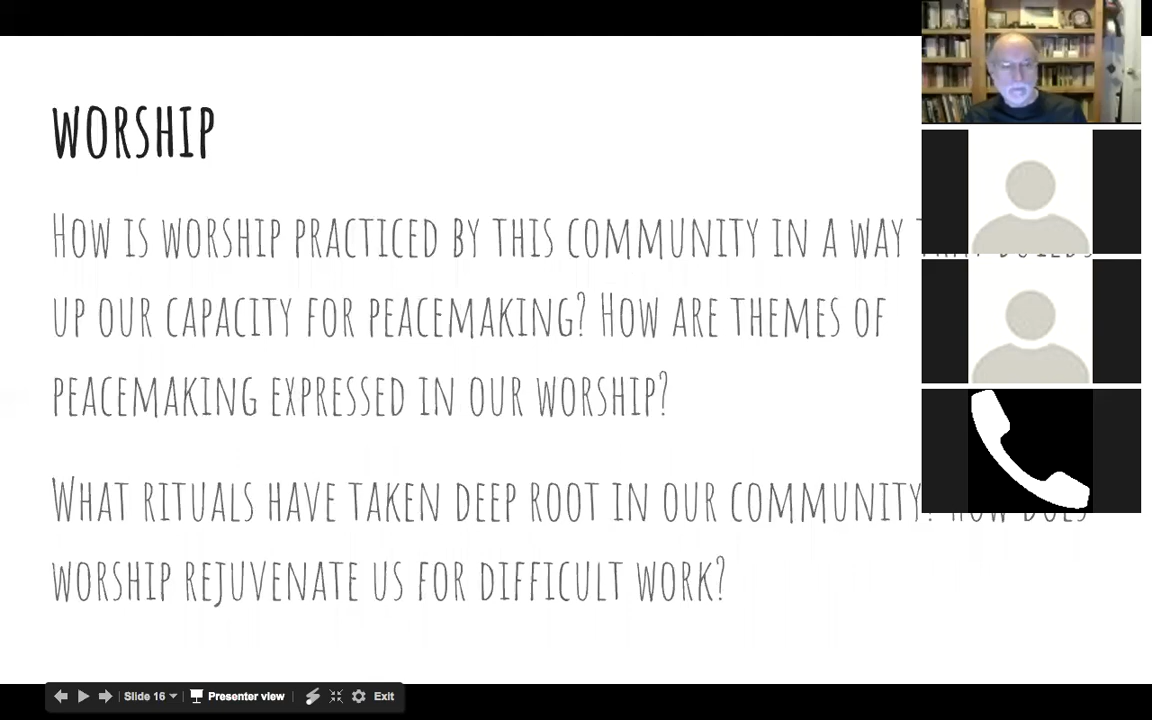 WORSHIP
HOW IS WORSHIP PRACTICED BY THIS COMMUNITY IN A WAY
UP OUR CAPACITY FOR PEACEMAKING? HOW ARE THEMES OF
PEACEMAKING EXPRESSED IN OUR WORSHIP?
WHAT RITUALS HAVE TAKEN DEEP ROOT IN OUR COMMUNITY? HOW DOES
WORSHIP REJUVENATE US FOR DIFFICULT WORK?
Slide 16 Presenter view Exit